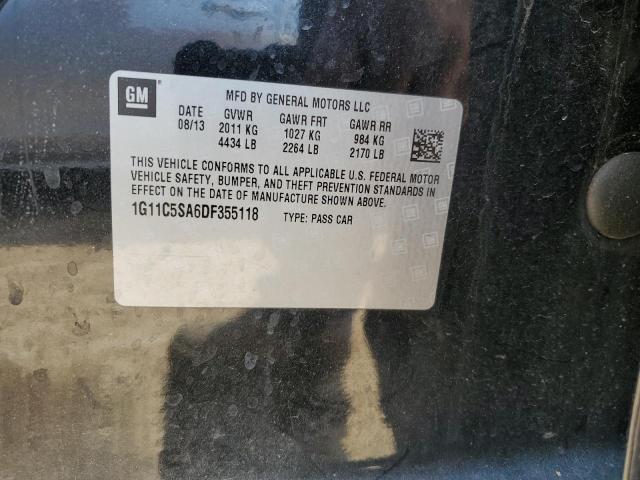 GM
MFD BY GENERAL MOTORS LLC
DATE GVWR GAWR FRT GAWR RR
08/13 2011 KG 1027 KG 984 KG
4434 LB 2264 LB 2170 LB
THIS VEHICLE CONFORMS TO ALL APPLICABLE U.S. FEDERAL MOTOR
VEHICLE SAFETY, BUMPER, AND THEFT PREVENTION STANDARDS IN
EFFECT ON THE DATE OF MANUFACTURE SHOWN ABOVE.
1G11C5SA6DF355118 TYPE: PASS CAR